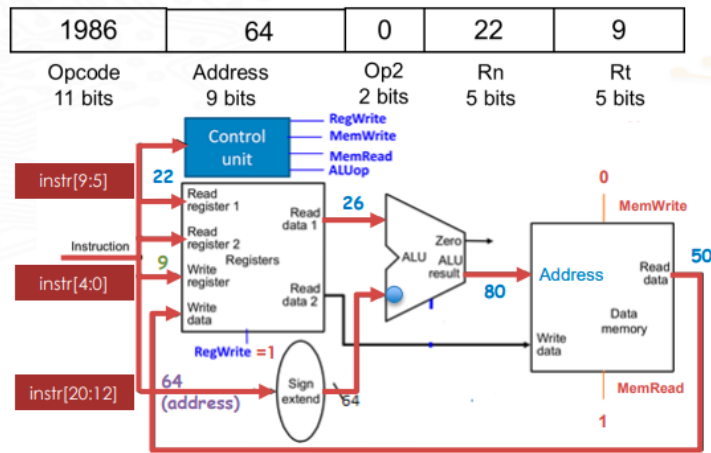 1986 64 0 22 9
Opcode Address Op2 Rn Rt
11 bits 9 bits 2 bits 5 bits 5 bits
Control
unit
RegWrite
MemWrite
MemRead
ALUop
instr[9:5]
22
Read
register 1
Read
data 1
26
Read
register 2
Instruction
Registers
9
Write
register
Read
data 2
instr[4:0]
Write
data
RegWrite =1
Zero
ALU
ALU
result
80
0
MemWrite
Address
Read
data
50
Data
memory
Write
data
MemRead
1
instr[20:12]
64
(address)
Sign
extend
64